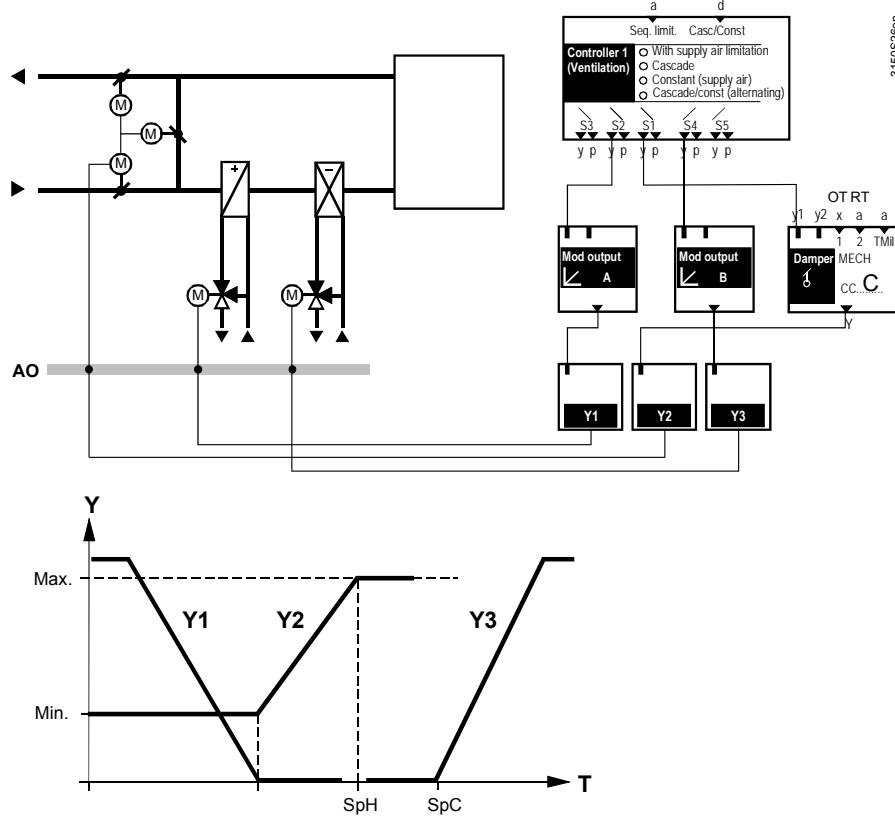 a d
Seq. limit. Casc/Const
Controller 1
(Ventilation)
With supply air limitation
Cascade
Constant (supply air)
Cascade/const (alternating)
S3 S2 S1 S4 S5
y p y p y p y p y p
M
M
M
+
-
M
M
AO
Mod output
A
Mod output
B
OT RT
y1 y2 x a a
1 2 TMil
Damper MECH
CC......... C
Y
Y1 Y2 Y3
Y
Max.
Y1 Y2 Y3
Min.
T
SpH SpC